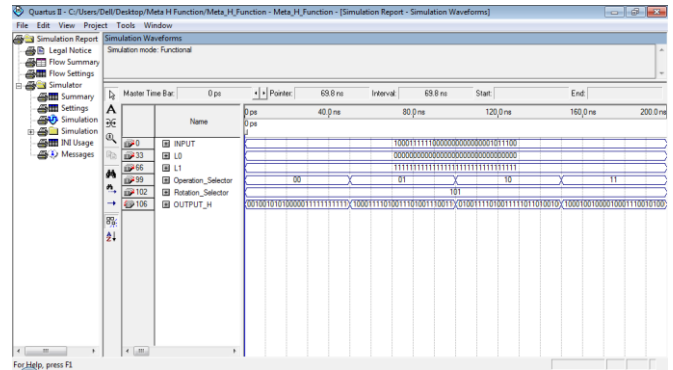 Quartus II - C:/Users/Dell/Desktop/Meta H Function/Meta_H_Function - Meta_H_Function - [Simulation Report - Simulation Waveforms]
File Edit View Project Tools Window
Simulation Report
Legal Notice
Flow Summary
Flow Settings
Simulator
Summary
Settings
Simulation
Simulation
INI Usage
Messages
Simulation Waveforms
Simulation mode: Functional
Master Time Bar: 0 ps Pointer: 69.8 ns Interval: 69.8 ns Start: End:
Name
0 ps 40.0 ns 80.0 ns 120.0 ns 160.0 ns 200.0 ns
0 ps
0 INPUT
33 L0
66 L1
99 Operation_Selector 00 01 10 11
102 Rotation_Selector 101
106 OUTPUT_H
For Help, press F1